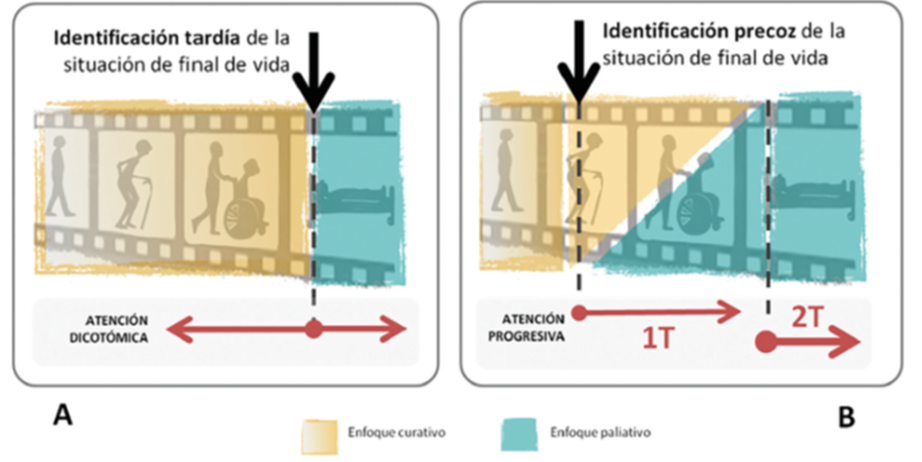 Identificación tardía de la
situación de final de vida
ATENCIÓN
DICOTÓMICA
A
Identificación precoz de la
situación de final de vida
ATENCIÓN
PROGRESIVA
1T
2T
B
Enfoque curativo
Enfoque paliativo